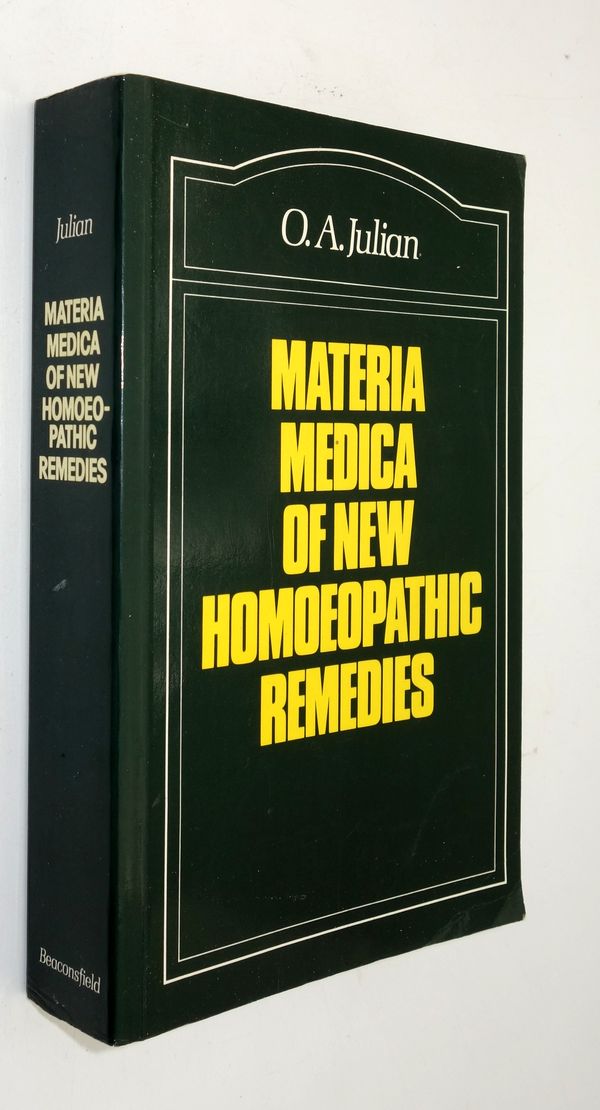 Julian
MATERIA
MEDICA
OF NEW
HOMOEO-
PATHIC
REMEDIES
Beaconsfield
O. A. Julian
MATERIA
MEDICA
OF NEW
HOMOEOPATHIC
REMEDIES